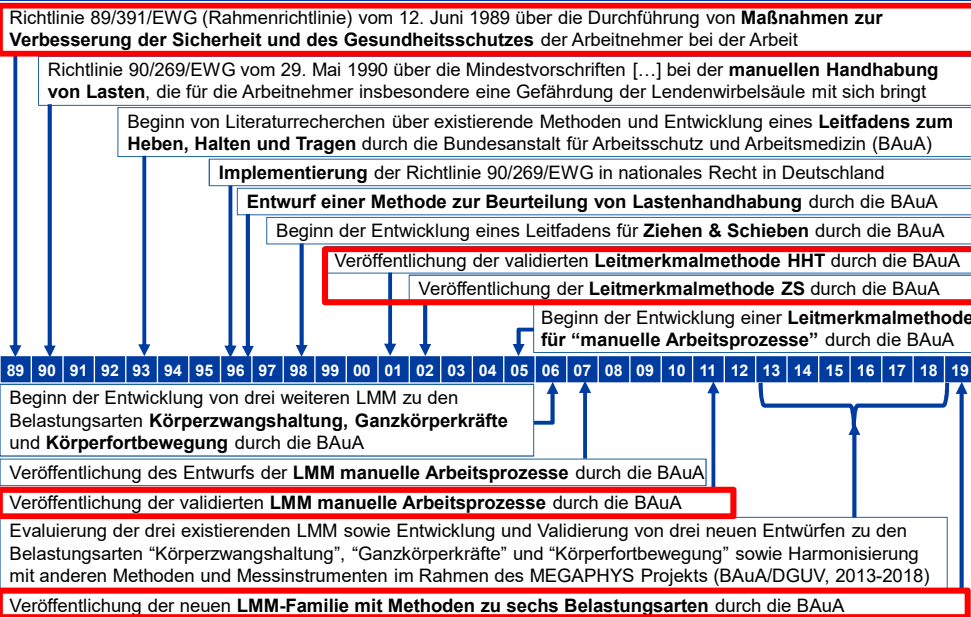 Richtlinie 89/391/EWG (Rahmenrichtlinie) vom 12. Juni 1989 über die Durchführung von Maßnahmen zur
Verbesserung der Sicherheit und des Gesundheitsschutzes der Arbeitnehmer bei der Arbeit
Richtlinie 90/269/EWG vom 29. Mai 1990 über die Mindestvorschriften […] bei der manuellen Handhabung
von Lasten, die für die Arbeitnehmer insbesondere eine Gefährdung der Lendenwirbelsäule mit sich bringt
Beginn von Literaturrecherchen über existierende Methoden und Entwicklung eines Leitfadens zum
Heben, Halten und Tragen durch die Bundesanstalt für Arbeitsschutz und Arbeitsmedizin (BAuA)
Implementierung der Richtlinie 90/269/EWG in nationales Recht in Deutschland
Entwurf einer Methode zur Beurteilung von Lastenhandhabung durch die BAuA
Beginn der Entwicklung eines Leitfadens für Ziehen & Schieben durch die BAuA
Veröffentlichung der validierten Leitmerkmalmethode HHT durch die BAuA
Veröffentlichung der Leitmerkmalmethode ZS durch die BAuA
Beginn der Entwicklung einer Leitmerkmalmethode
für “manuelle Arbeitsprozesse” durch die BAuA
89 90 91 92 93 94 95 96 97 98 99 00 01 02 03 04 05 06 07 08 09 10 11 12 13 14 15 16 17 18 19
Beginn der Entwicklung von drei weiteren LMM zu den
Belastungsarten Körperzwangshaltung, Ganzkörperkräfte
und Körperfortbewegung durch die BAuA
Veröffentlichung des Entwurfs der LMM manuelle Arbeitsprozesse durch die BAuA
Veröffentlichung der validierten LMM manuelle Arbeitsprozesse durch die BAuA
Evaluierung der drei existierenden LMM sowie Entwicklung und Validierung von drei neuen Entwürfen zu den
Belastungsarten “Körperzwangshaltung”, “Ganzkörperkräfte” und “Körperfortbewegung” sowie Harmonisierung
mit anderen Methoden und Messinstrumenten im Rahmen des MEGAPHYS Projekts (BAuA/DGUV, 2013-2018)
Veröffentlichung der neuen LMM-Familie mit Methoden zu sechs Belastungsarten durch die BAuA